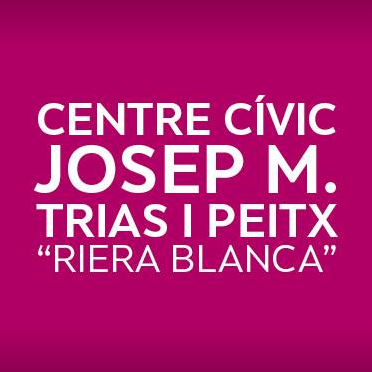 CENTRE CÍVIC
JOSEP M.
TRIAS I PEITX
“RIERA BLANCA”